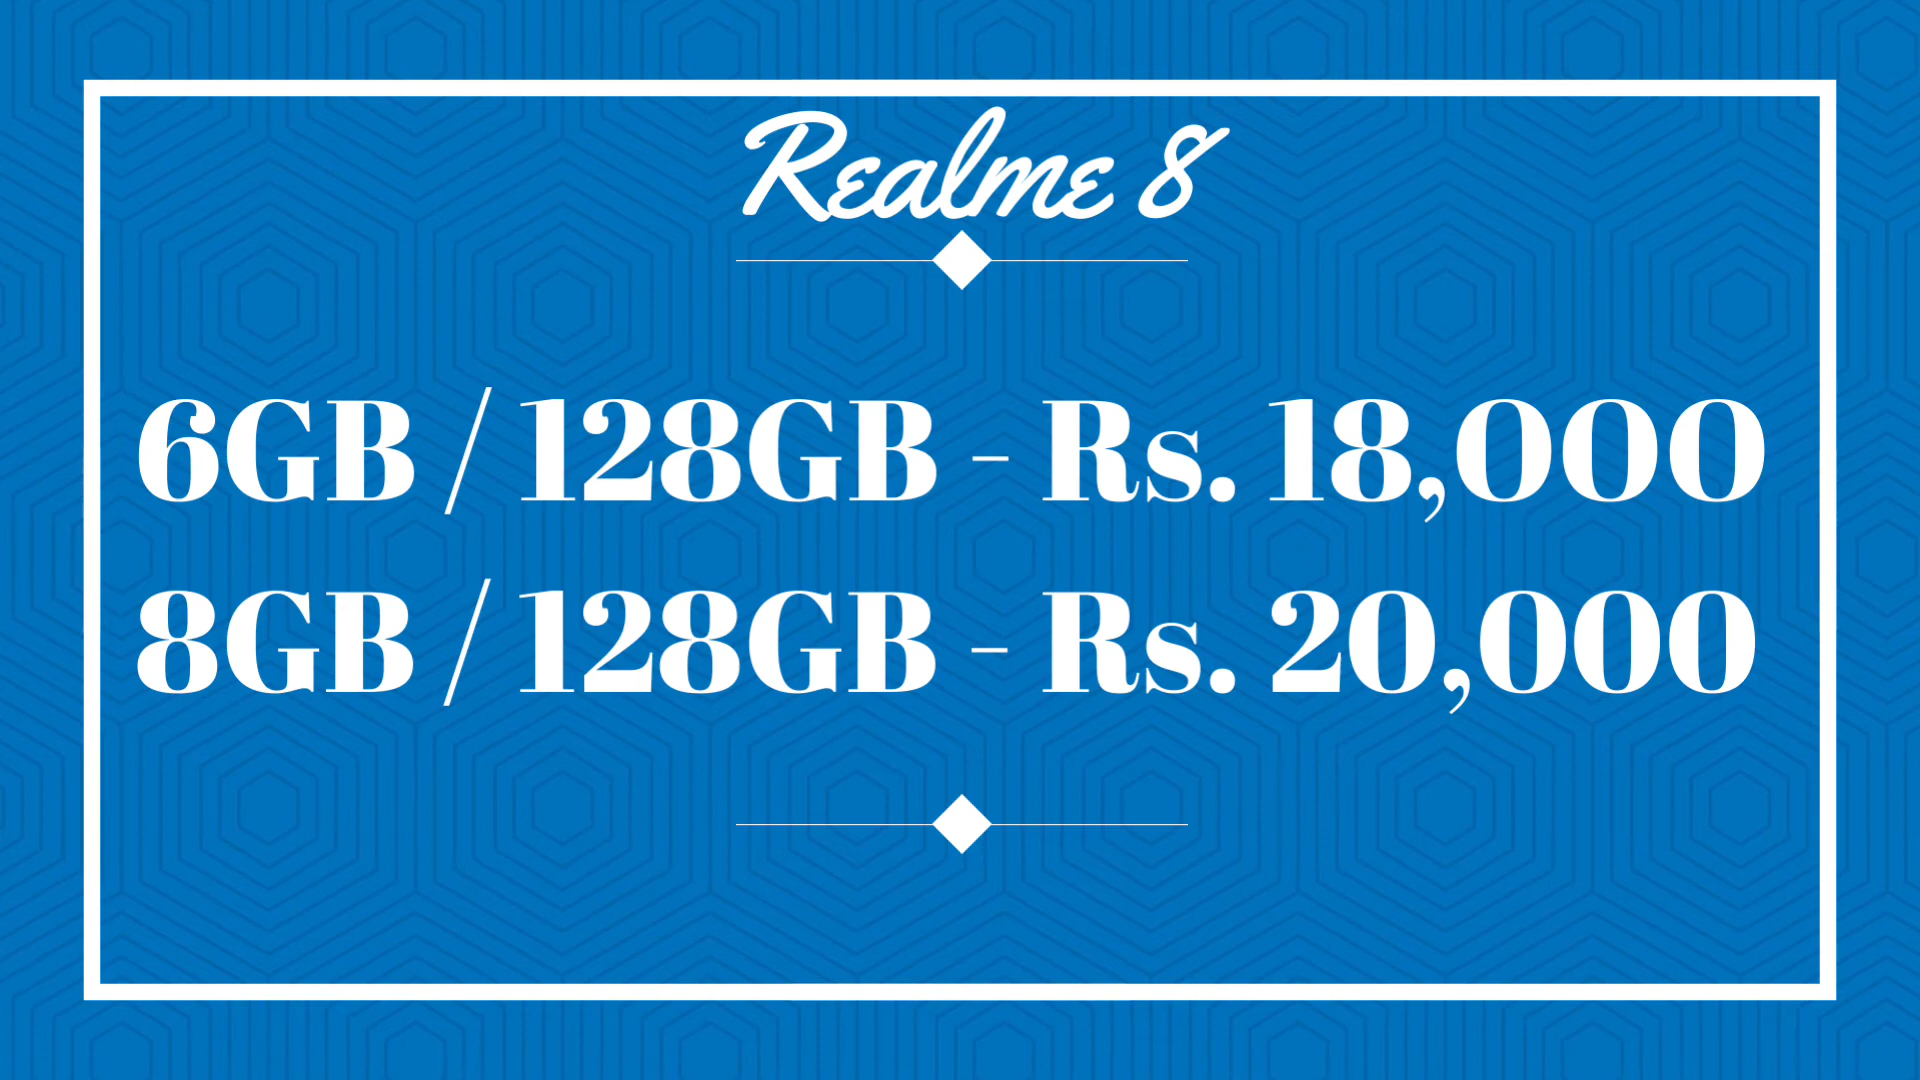 Realme 8
6GB / 128GB - Rs. 18,000
8GB / 128GB - Rs. 20,000